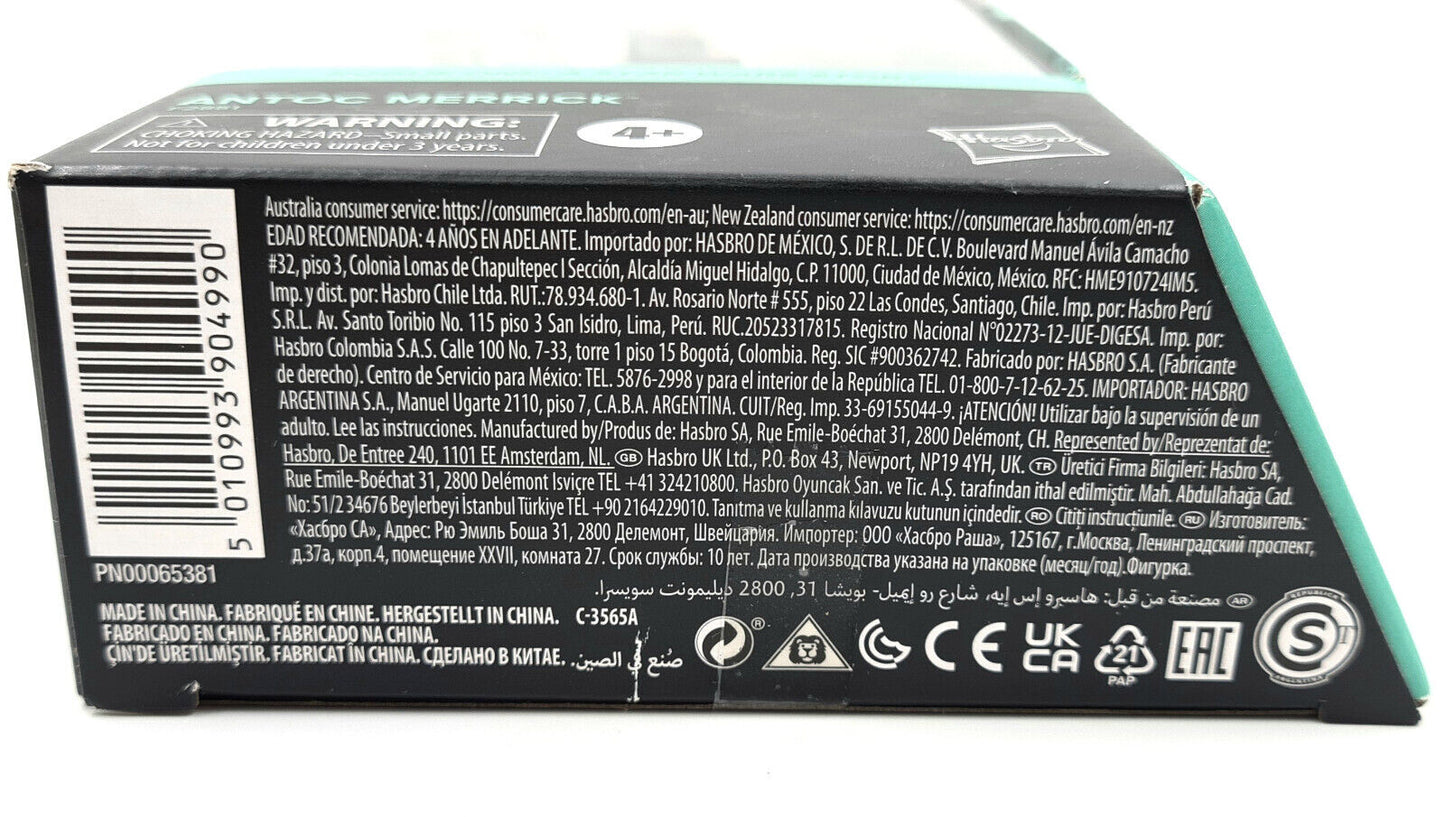 ANTOC MERRICK
WARNING:
CHOKING HAZARD—Small parts.
Not for children under 3 years.
4+
Hasbro
Australia consumer service: https://consumercare.hasbro.com/en-au; New Zealand consumer service: https://consumercare.hasbro.com/en-nz
EDAD RECOMENDADA: 4 AÑOS EN ADELANTE. Importado por: HASBRO DE MÉXICO, S. DE R.L. DE C.V. Boulevard Manuel Ávila Camacho
#32, piso 3, Colonia Lomas de Chapultepec I Sección, Alcaldía Miguel Hidalgo, C.P. 11000, Ciudad de México, México. RFC: HME910724IM5.
Imp. y dist. por: Hasbro Chile Ltda. RUT.:78.934.680-1. Av. Rosario Norte # 555, piso 22 Las Condes, Santiago, Chile. Imp. por: Hasbro Perú
S.R.L. Av. Santo Toribio No. 115 piso 3 San Isidro, Lima, Perú. RUC.20523317815. Registro Nacional N°02273-12-JUE-DIGESA. Imp. por:
Hasbro Colombia S.A.S. Calle 100 No. 7-33, torre 1 piso 15 Bogotá, Colombia. Reg. SIC #900362742. Fabricado por: HASBRO S.A. (Fabricante
de derecho). Centro de Servicio para México: TEL. 5876-2998 y para el interior de la República TEL. 01-800-7-12-62-25. IMPORTADOR: HASBRO
ARGENTINA S.A., Manuel Ugarte 2110, piso 7, C.A.B.A. ARGENTINA. CUIT/Reg. Imp. 33-69155044-9. ¡ATENCIÓN! Utilizar bajo la supervisión de un
adulto. Lee las instrucciones. Manufactured by/Produs de: Hasbro SA, Rue Emile-Boéchat 31, 2800 Delémont, CH. Represented by/Reprezentat de:
Hasbro, De Entree 240, 1101 EE Amsterdam, NL. GB Hasbro UK Ltd., P.O. Box 43, Newport, NP19 4YH, UK. TR Üretici Firma Bilgileri: Hasbro SA,
Rue Emile-Boéchat 31, 2800 Delémont Isviçre TEL +41 324210800. Hasbro Oyuncak San. ve Tic. A.Ş. tarafından ithal edilmiştir. Mah. Abdullahağa Cad.
No: 51/2 34676 Beylerbeyi İstanbul Türkiye TEL +90 2164229010. Tanıtma ve kullanma kılavuzu kutunun içindedir. RO Citiți instrucțiunile. RU Изготовитель:
«Хасбро СА», Адрес: Рю Эмиль Боша 31, 2800 Делемонт, Швейцария. Импортер: ООО «Хасбро Раша», 125167, г.Москва, Ленинградский проспект,
д.37а, корп.4, помещение XXVII, комната 27. Срок службы: 10 лет. Дата производства указана на упаковке (месяц/год).Фигурка.
AR مصنعة من قبل: هاسبرو إس إيه، شارع رو إيميل- بويشا 31, 2800 ديليمونت سويسرا.
5 010993 904990
PN00065381
MADE IN CHINA. FABRIQUÉ EN CHINE. HERGESTELLT IN CHINA. C-3565A
FABRICADO EN CHINA. FABRICADO NA CHINA.
ÇİN'DE ÜRETİLMİŞTİR. FABRICAT ÎN CHINA. СДЕЛАНО В КИТАЕ. صُنع في الصين.
®
CE
UK
CA
21
PAP
EAC
REPUBLICA
S
ARGENTINA